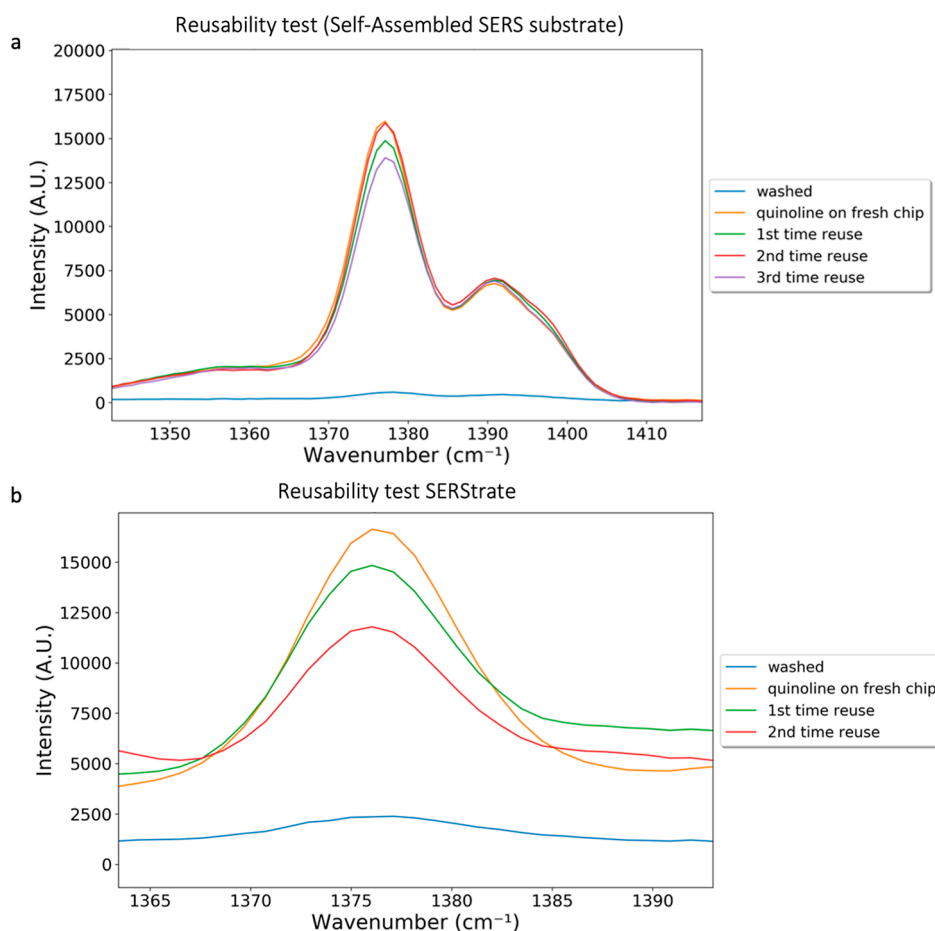 Reusability test (Self-Assembled SERS substrate)
a
20000
17500
15000
12500
10000
7500
5000
2500
0
Intensity (A.U.)
1350 1360 1370 1380 1390 1400 1410
Wavenumber (cm⁻¹)
washed
quinoline on fresh chip
1st time reuse
2nd time reuse
3rd time reuse
b
Reusability test SERStrate
15000
12500
10000
7500
5000
2500
0
Intensity (A.U.)
1365 1370 1375 1380 1385 1390
Wavenumber (cm⁻¹)
washed
quinoline on fresh chip
1st time reuse
2nd time reuse